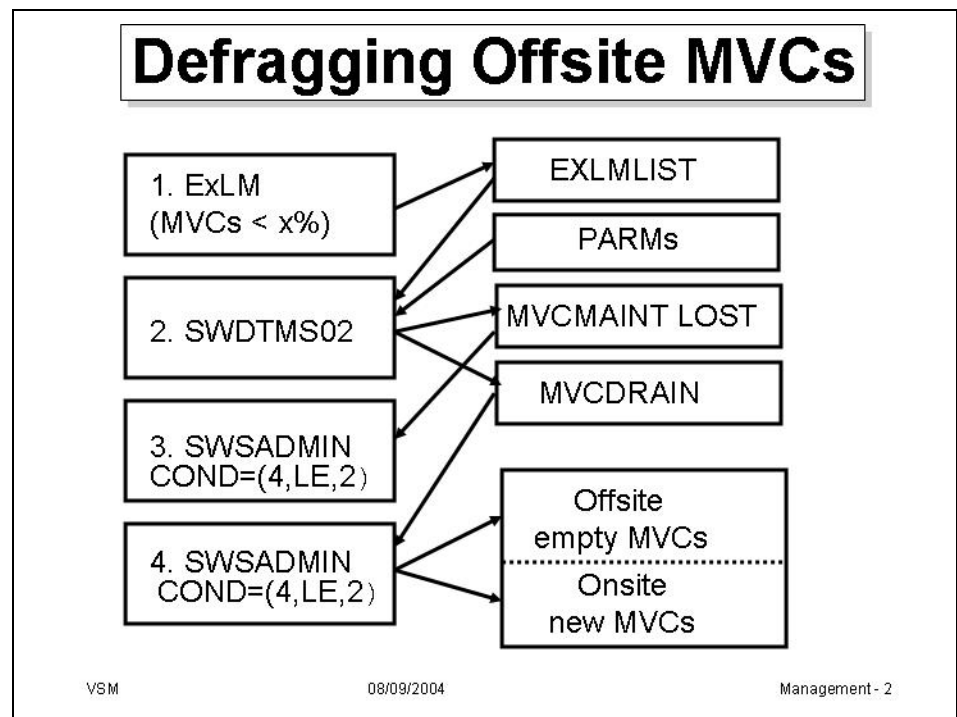 Defragging Offsite MVCs
1. ExLM
(MVCs < x%)
2. SWDTMS02
3. SWSADMIN
COND=(4,LE,2)
4. SWSADMIN
COND=(4,LE,2)
EXLMLIST
PARMs
MVCMAINT LOST
MVCDRAIN
Offsite
empty MVCs
Onsite
new MVCs
VSM
08/09/2004
Management - 2